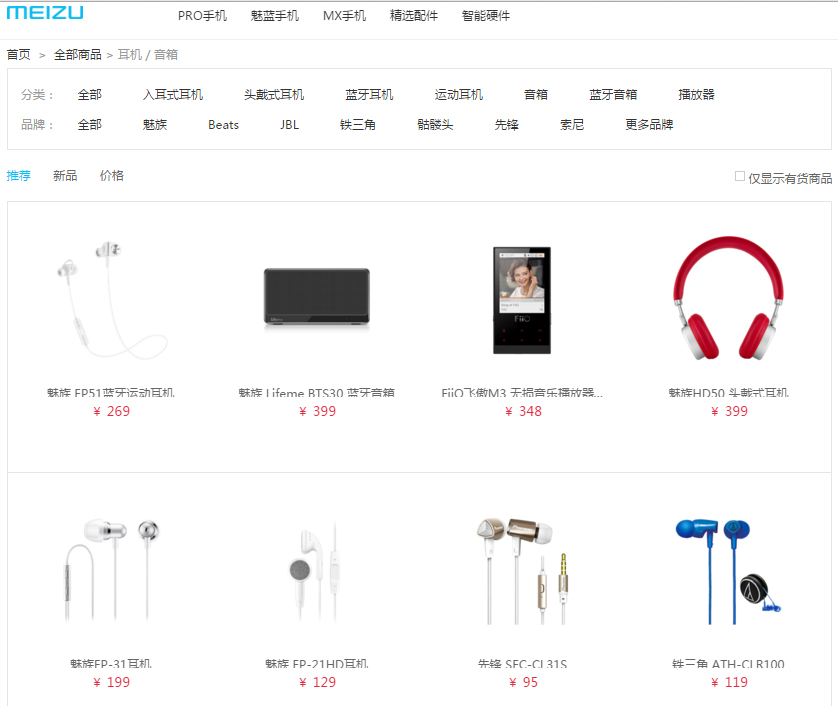 MEIZU PRO手机 魅蓝手机 MX手机 精选配件 智能硬件
首页 > 全部商品 > 耳机 / 音箱
分类： 全部 入耳式耳机 头戴式耳机 蓝牙耳机 运动耳机 音箱 蓝牙音箱 播放器
品牌： 全部 魅族 Beats JBL 铁三角 骷髅头 先锋 索尼 更多品牌
推荐 新品 价格 仅显示有货商品
FiiO
魅族 EP51蓝牙运动耳机 魅族 Lifeme BTS30 蓝牙音箱 FiiO飞傲M3 无损音乐播放器... 魅族HD50 头戴式耳机
¥ 269 ¥ 399 ¥ 348 ¥ 399
魅族EP-31耳机 魅族 EP-21HD耳机 先锋 SEC-CL31S 铁三角 ATH-CLR100
¥ 199 ¥ 129 ¥ 95 ¥ 119